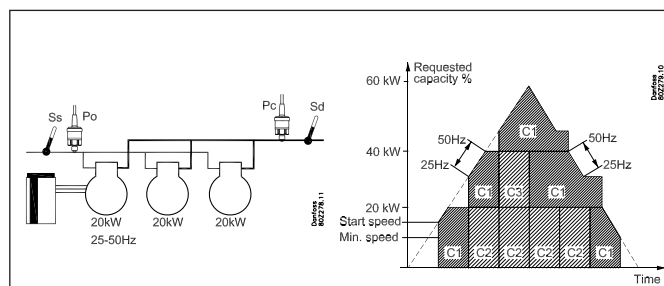 Ss
Po
Pc
Sd
20kW
20kW
20kW
25-50Hz
Danfoss
80Z278.11
Requested
capacity %
60 kW
40 kW
20 kW
Start speed
Min. speed
50Hz
25Hz
50Hz
25Hz
C1
C1
C3
C1
C1
C2
C2
C2
C2
C1
Time
Danfoss
80Z279.10